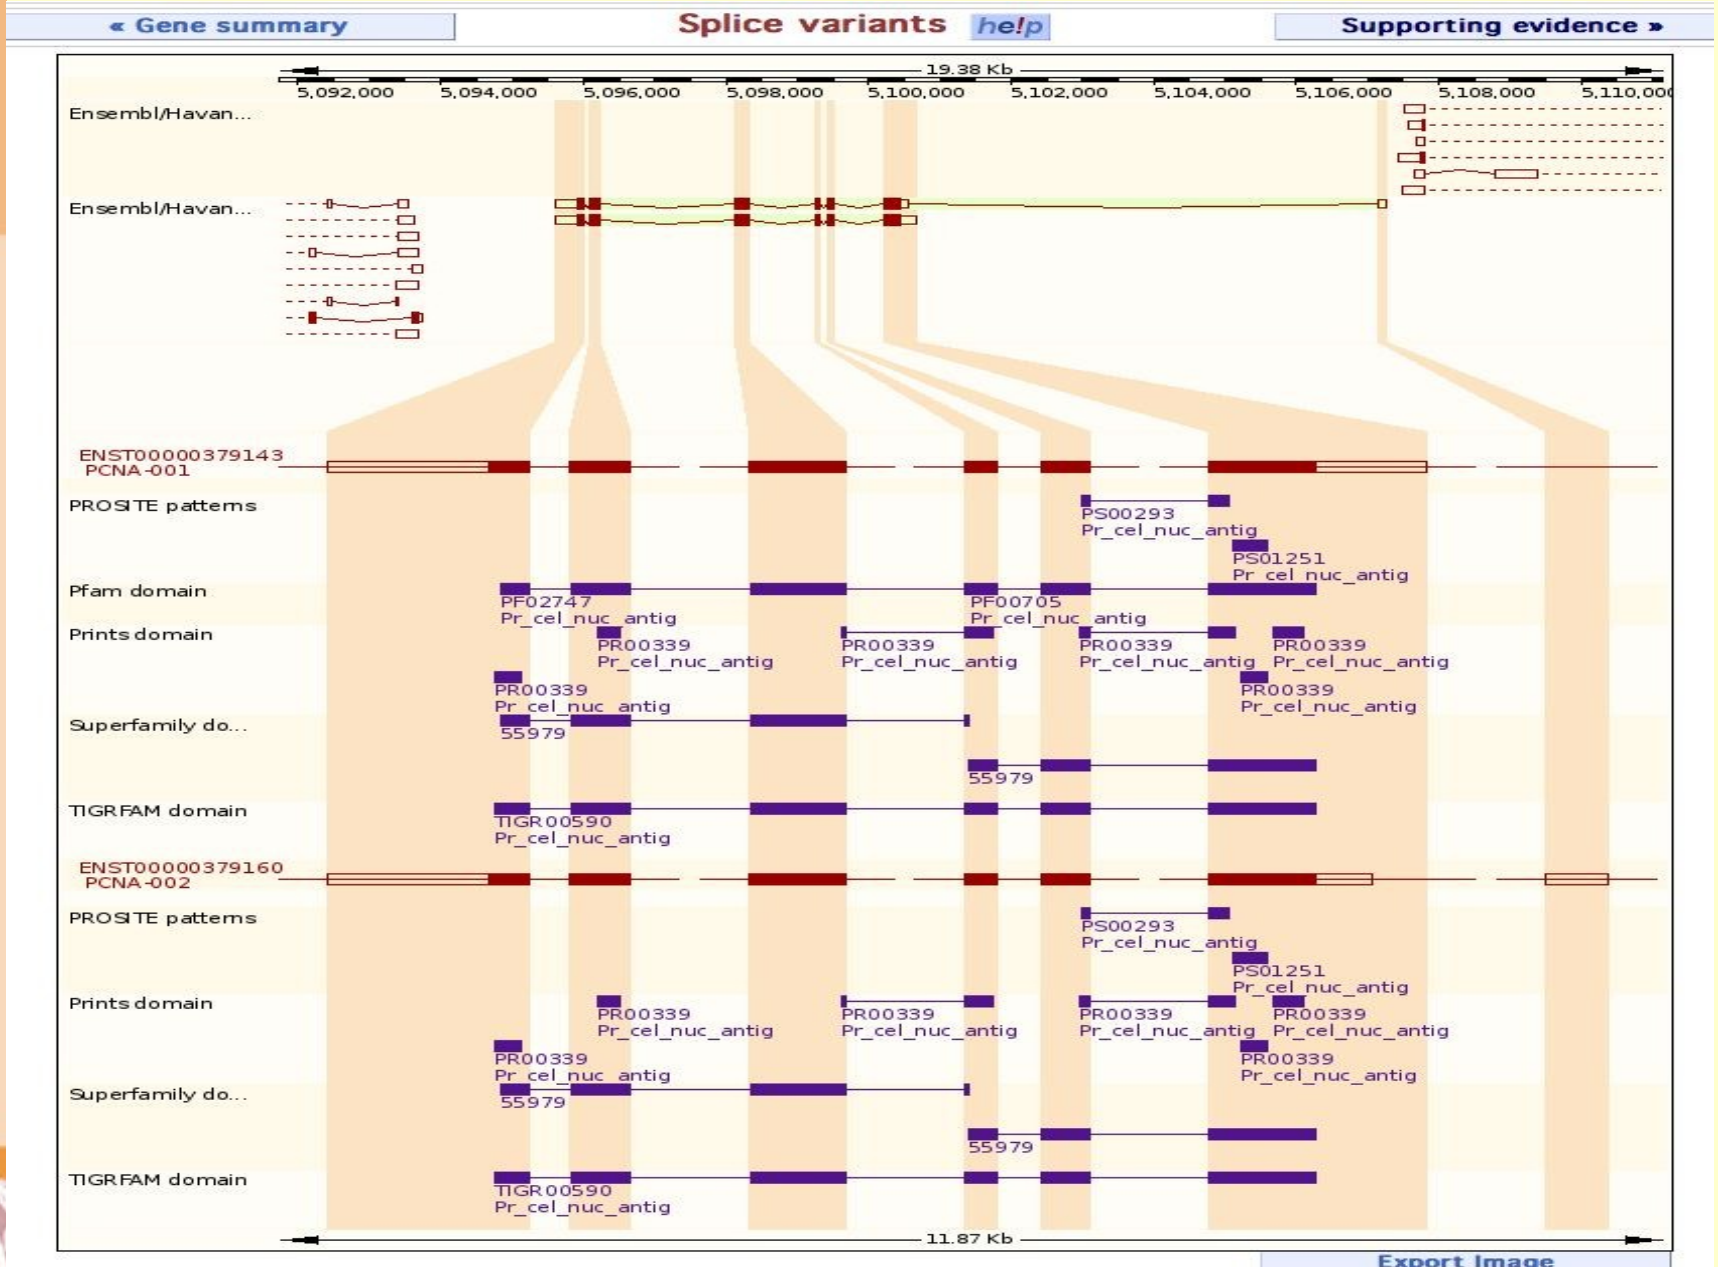 « Gene summary
Splice variants
help
Supporting evidence »
19.38 Kb
5,092,000 5,094,000 5,096,000 5,098,000 5,100,000 5,102,000 5,104,000 5,106,000 5,108,000 5,110,000
Ensembl/Havan...
Ensembl/Havan...
ENST00000379143
PCNA-001
PROSITE patterns
PS00293
Pr_cel_nuc_antig
PS01251
Pr_cel_nuc_antig
Pfam domain
PF02747 PF00705
Pr_cel_nuc_antig Pr_cel_nuc_antig
Prints domain
PR00339 PR00339 PR00339 PR00339
Pr_cel_nuc_antig Pr_cel_nuc_antig Pr_cel_nuc_antig Pr_cel_nuc_antig
PR00339 PR00339
Pr_cel_nuc_antig Pr_cel_nuc_antig
Superfamily do...
55979
55979
TIGRFAM domain
TIGR00590
Pr_cel_nuc_antig
ENST00000379160
PCNA-002
PROSITE patterns
PS00293
Pr_cel_nuc_antig
PS01251
Pr_cel_nuc_antig
Prints domain
PR00339 PR00339 PR00339 PR00339
Pr_cel_nuc_antig Pr_cel_nuc_antig Pr_cel_nuc_antig Pr_cel_nuc_antig
PR00339 PR00339
Pr_cel_nuc_antig Pr_cel_nuc_antig
Superfamily do...
55979
55979
TIGRFAM domain
TIGR00590
Pr_cel_nuc_antig
11.87 Kb
Export Image